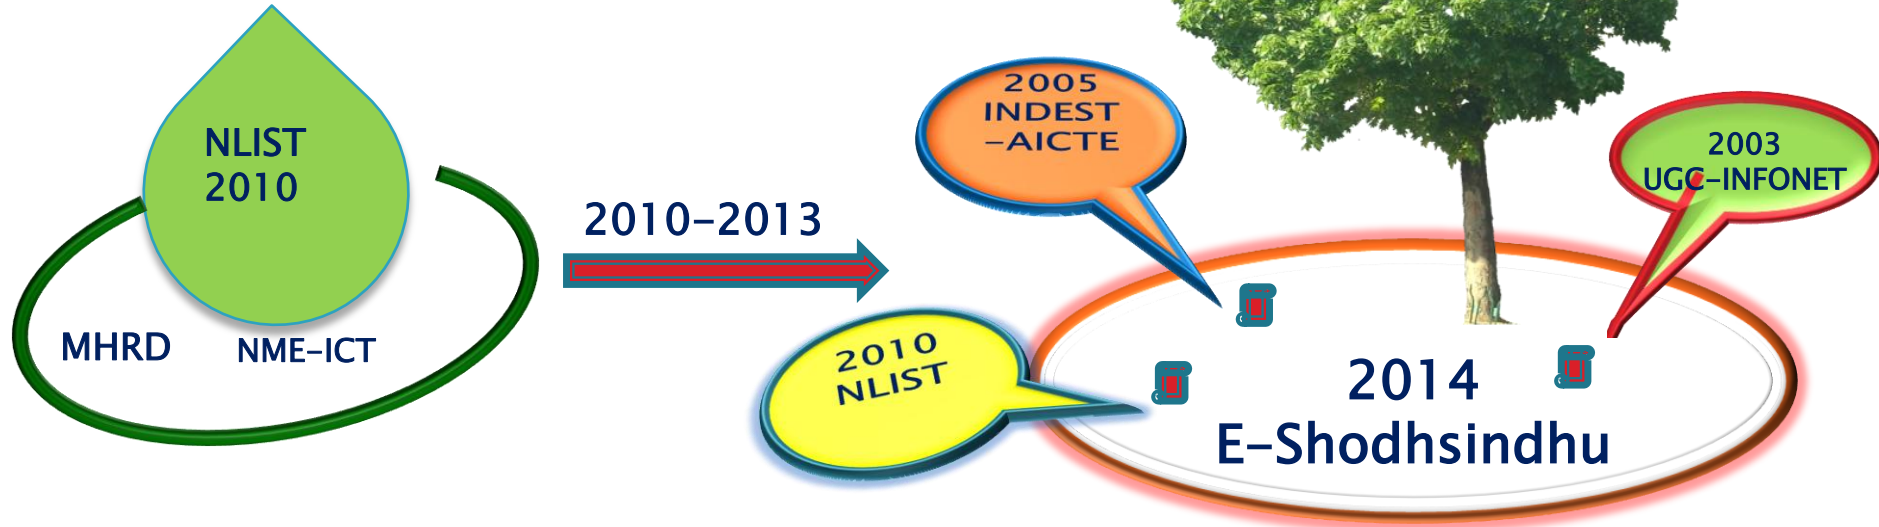 NLIST
2010
MHRD
NME-ICT
2010-2013
2005
INDEST
-AICTE
2003
UGC-INFONET
2010
NLIST
2014
E-Shodhsindhu